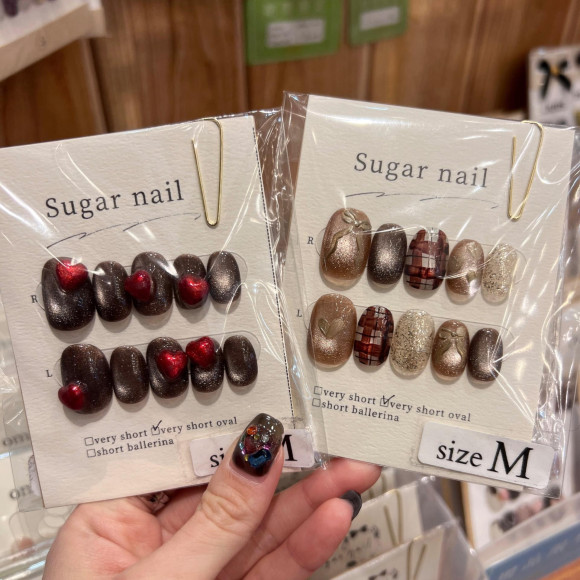 Sugar nail
R
L
□very short ☑very short oval
□short ballerina
size M
Sugar nail
R
L
□very short ☑very short oval
□short ballerina
size M